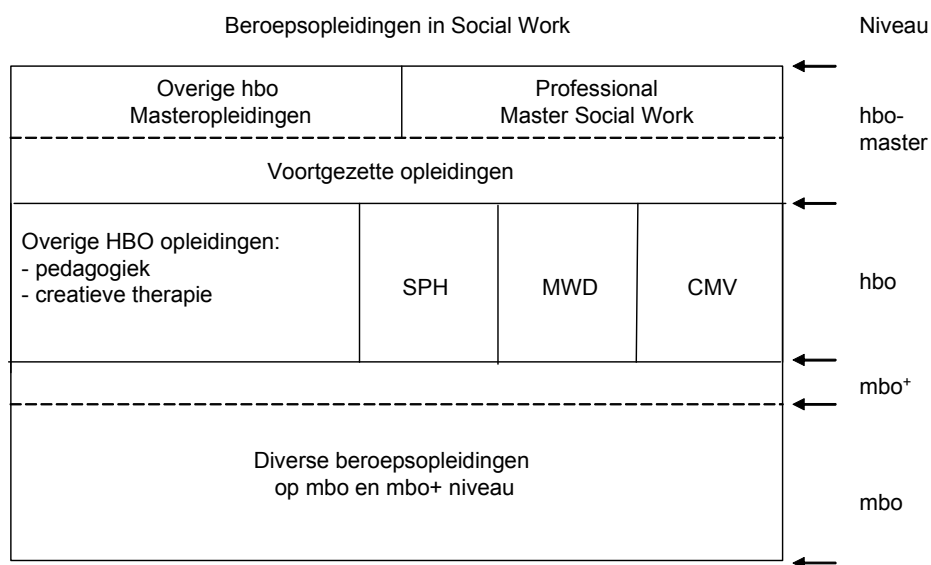 Beroepsopleidingen in Social Work
Niveau
Overige hbo
Masteropleidingen
Professional
Master Social Work
hbo-
master
Voortgezette opleidingen
Overige HBO opleidingen:
- pedagogiek
- creatieve therapie
SPH
MWD
CMV
hbo
mbo⁺
Diverse beroepsopleidingen
op mbo en mbo+ niveau
mbo